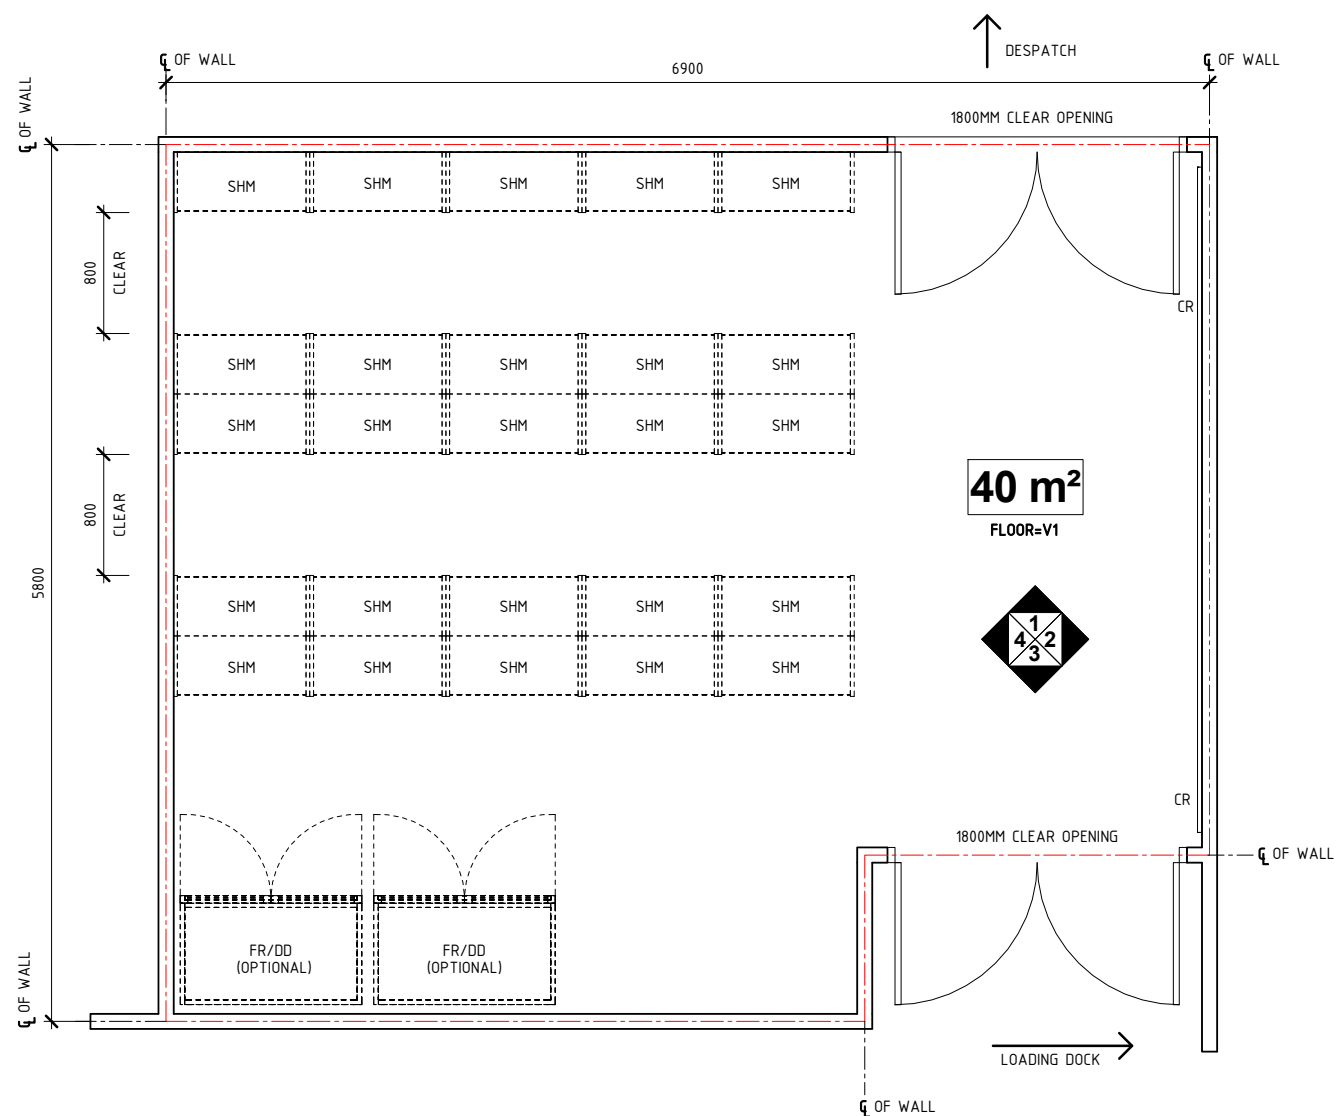 DESPATCH
℄ OF WALL
℄ OF WALL
6900
℄ OF WALL
1800MM CLEAR OPENING
SHM SHM SHM SHM SHM
800
CLEAR
CR
SHM SHM SHM SHM SHM
SHM SHM SHM SHM SHM
800
CLEAR
40 m²
FLOOR=V1
5800
SHM SHM SHM SHM SHM
1
4 2
3
SHM SHM SHM SHM SHM
CR
1800MM CLEAR OPENING
℄ OF WALL
FR/DD
(OPTIONAL)
FR/DD
(OPTIONAL)
℄ OF WALL
LOADING DOCK
℄ OF WALL